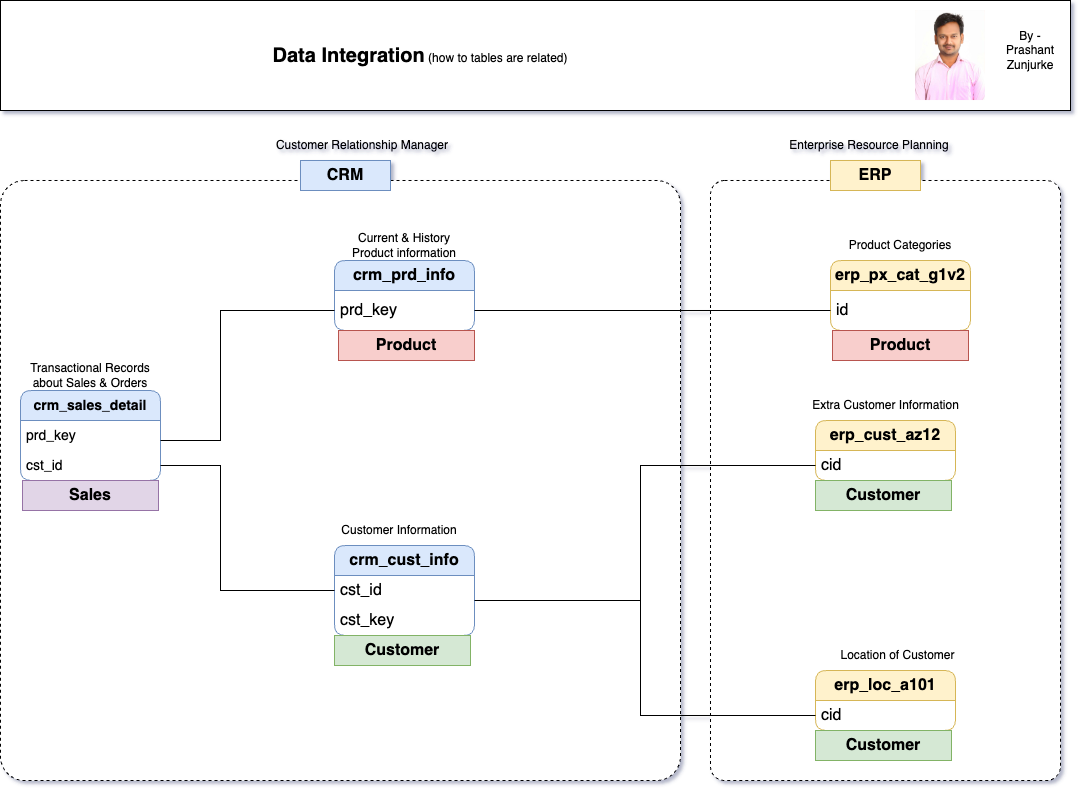 Data Integration (how to tables are related)
By -
Prashant
Zunjurke
Customer Relationship Manager
CRM
Enterprise Resource Planning
ERP
Current & History
Product information
crm_prd_info
prd_key
Product
Product Categories
erp_px_cat_g1v2
id
Product
Transactional Records
about Sales & Orders
crm_sales_detail
prd_key
cst_id
Sales
Extra Customer Information
erp_cust_az12
cid
Customer
Customer Information
crm_cust_info
cst_id
cst_key
Customer
Location of Customer
erp_loc_a101
cid
Customer